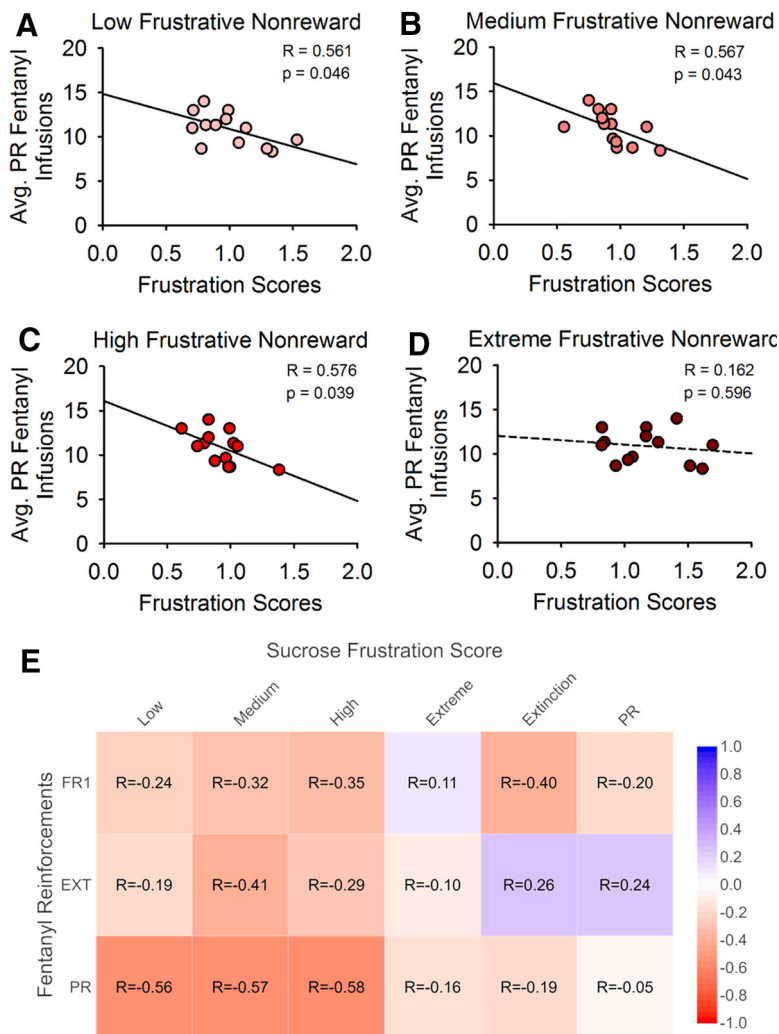 A
Low Frustrative Nonreward
R = 0.561
p = 0.046
20
15
10
5
0
0.0 0.5 1.0 1.5 2.0
Avg. PR Fentanyl
Infusions
Frustration Scores
B
Medium Frustrative Nonreward
R = 0.567
p = 0.043
20
15
10
5
0
0.0 0.5 1.0 1.5 2.0
Avg. PR Fentanyl
Infusions
Frustration Scores
C
High Frustrative Nonreward
R = 0.576
p = 0.039
20
15
10
5
0
0.0 0.5 1.0 1.5 2.0
Avg. PR Fentanyl
Infusions
Frustration Scores
D
Extreme Frustrative Nonreward
R = 0.162
p = 0.596
20
15
10
5
0
0.0 0.5 1.0 1.5 2.0
Avg. PR Fentanyl
Infusions
Frustration Scores
E
Sucrose Frustration Score
Low Medium High Extreme Extinction PR
Fentanyl Reinforcements
FR1 R=-0.24 R=-0.32 R=-0.35 R=0.11 R=-0.40 R=-0.20
EXT R=-0.19 R=-0.41 R=-0.29 R=-0.10 R=0.26 R=0.24
PR R=-0.56 R=-0.57 R=-0.58 R=-0.16 R=-0.19 R=-0.05
1.0
0.8
0.6
0.4
0.2
0.0
-0.2
-0.4
-0.6
-0.8
-1.0